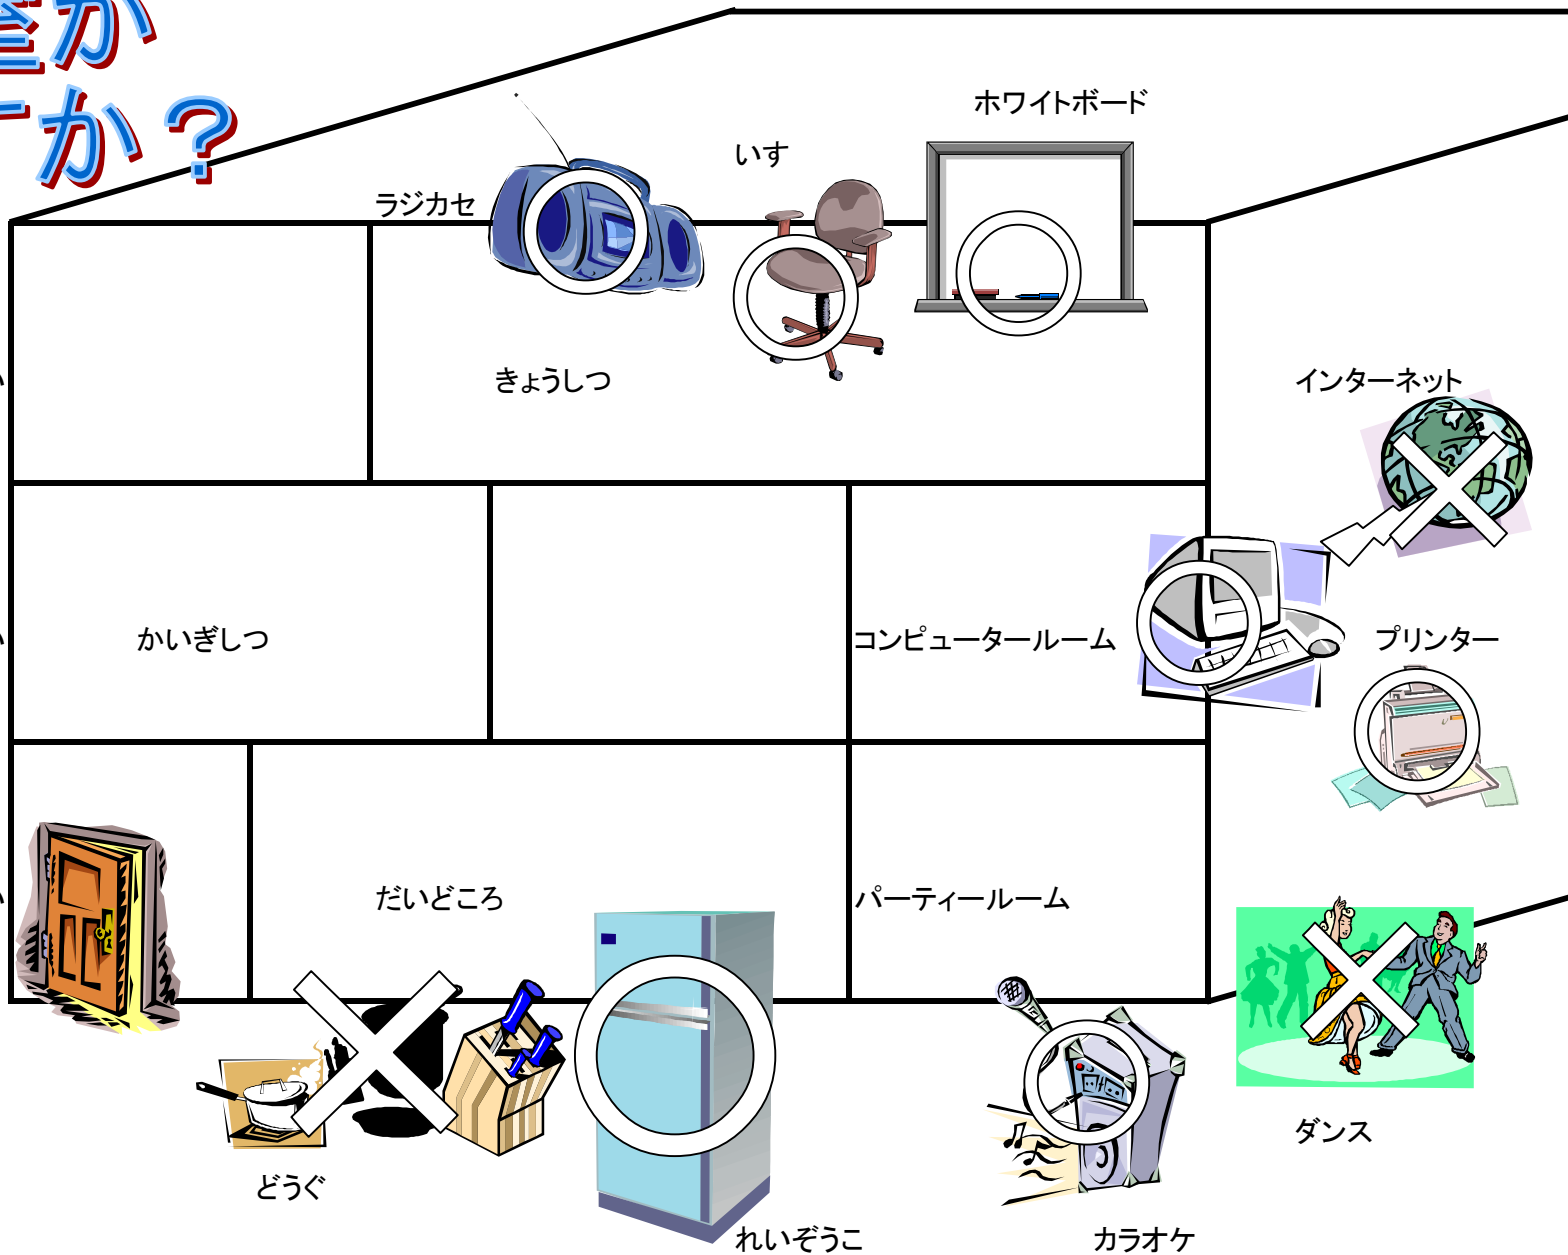 すか？
ホワイトボード
いす
ラジカセ
きょうしつ
インターネット
かいぎしつ
コンピュータールーム
プリンター
だいどころ
パーティールーム
ダンス
どうぐ
れいぞうこ
カラオケ